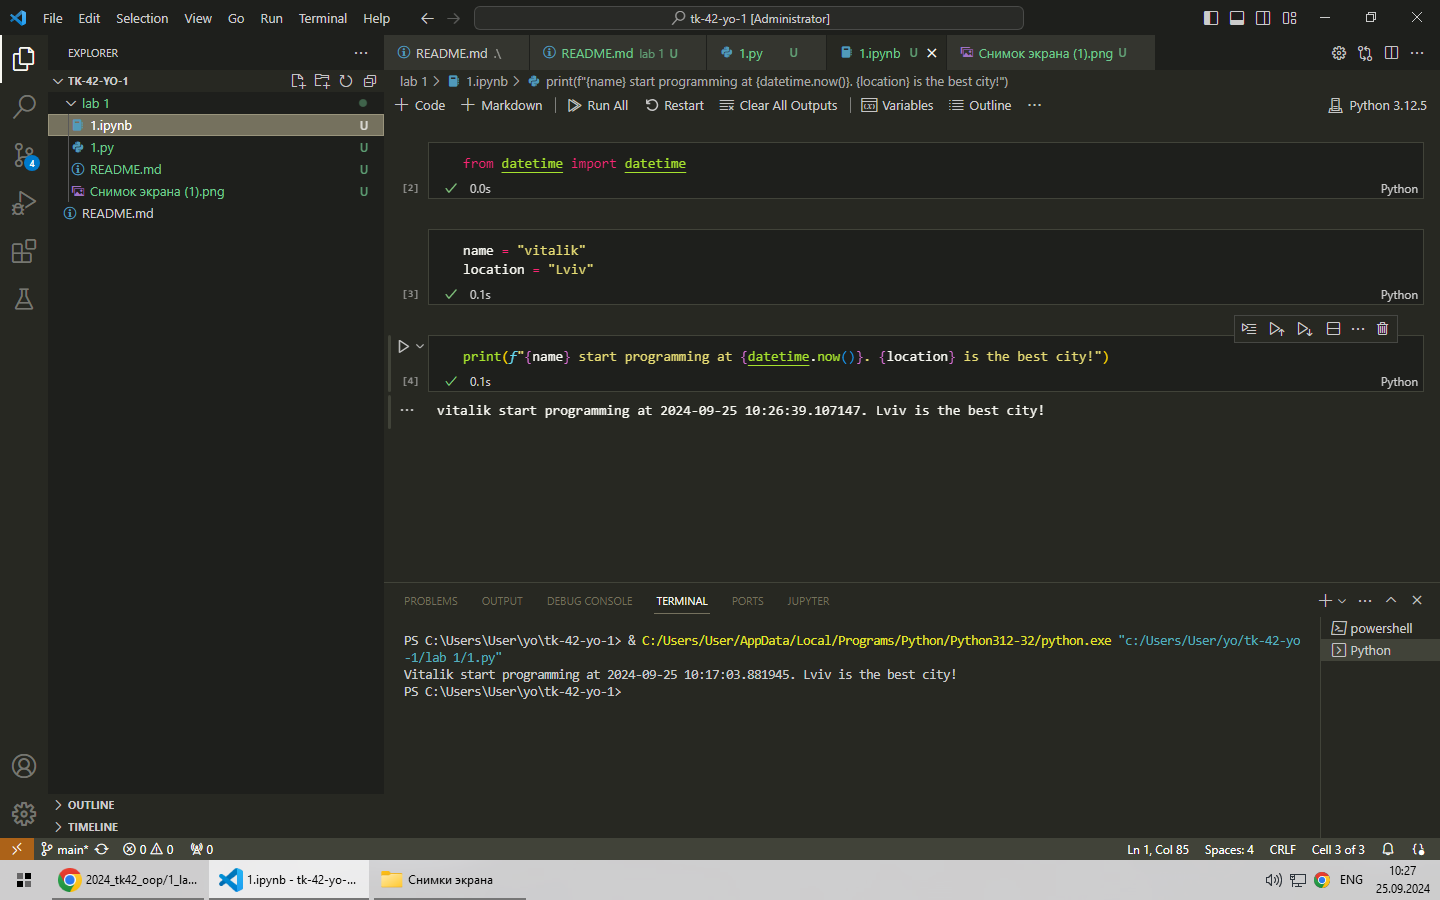 File Edit Selection View Go Run Terminal Help
tk-42-yo-1 [Administrator]
EXPLORER
TK-42-YO-1
lab 1
1.ipynb U
1.py U
README.md U
Снимок экрана (1).png U
README.md
OUTLINE
TIMELINE
4
README.md .\
README.md lab 1 U
1.py U
1.ipynb U
Снимок экрана (1).png U
lab 1 > 1.ipynb > print(f"{name} start programming at {datetime.now()}. {location} is the best city!")
Code Markdown Run All Restart Clear All Outputs Variables Outline Python 3.12.5
from datetime import datetime
[2] 0.0s Python
name = "vitalik"
location = "Lviv"
[3] 0.1s Python
print(f"{name} start programming at {datetime.now()}. {location} is the best city!")
[4] 0.1s Python
vitalik start programming at 2024-09-25 10:26:39.107147. Lviv is the best city!
PROBLEMS OUTPUT DEBUG CONSOLE TERMINAL PORTS JUPYTER
PS C:\Users\User\yo\tk-42-yo-1> & C:/Users/User/AppData/Local/Programs/Python/Python312-32/python.exe "c:/Users/User/yo/tk-42-yo
-1/lab 1/1.py"
Vitalik start programming at 2024-09-25 10:17:03.881945. Lviv is the best city!
PS C:\Users\User\yo\tk-42-yo-1>
powershell
Python
main* 0 0 0 Ln 1, Col 85 Spaces: 4 CRLF Cell 3 of 3
2024_tk42_oop/1_la... 1.ipynb - tk-42-yo-... Снимки экрана ENG
10:27
25.09.2024